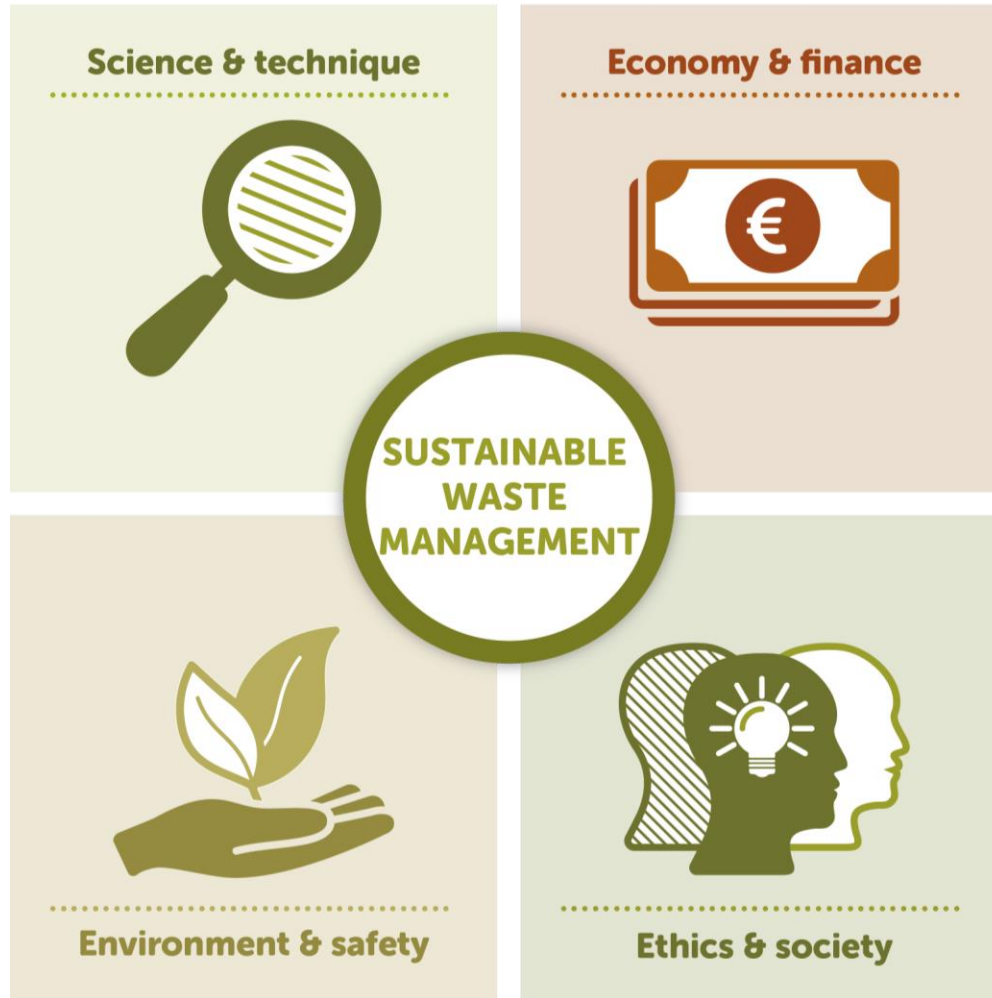 Science & technique
Economy & finance
€
SUSTAINABLE
WASTE
MANAGEMENT
Environment & safety
Ethics & society